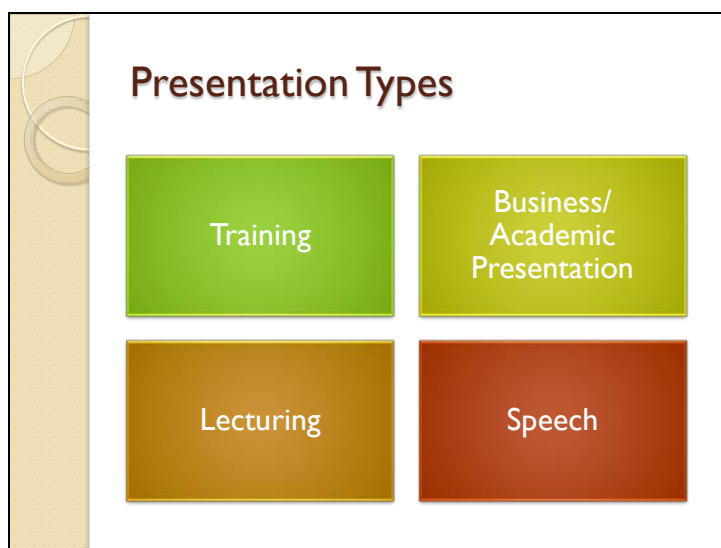 Presentation Types
Training
Business/
Academic
Presentation
Lecturing
Speech